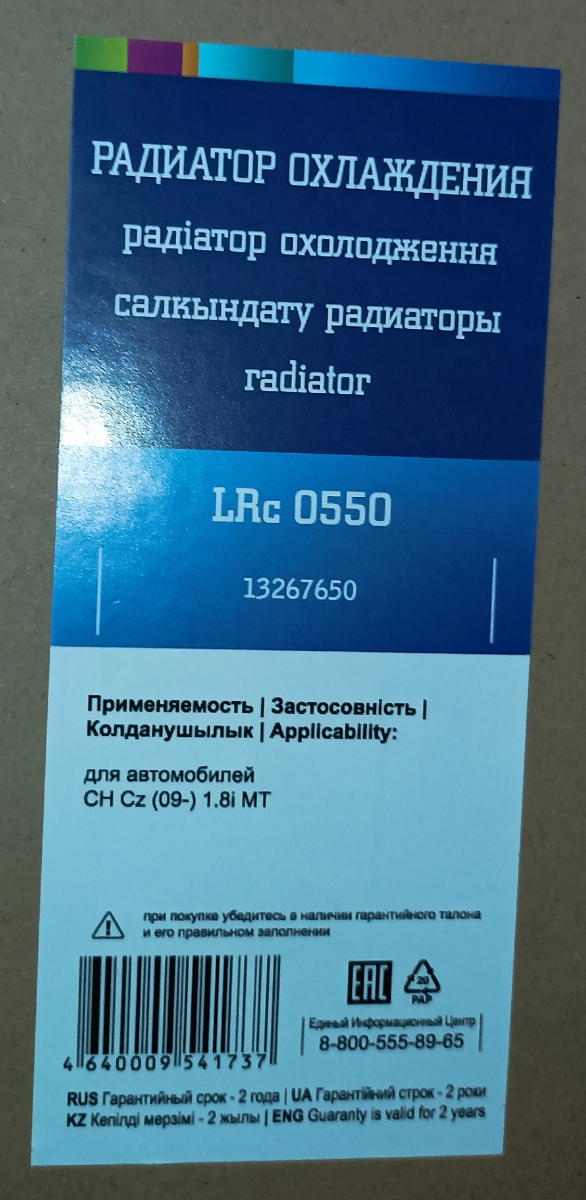 РАДИАТОР ОХЛАЖДЕНИЯ
радіатор охолодження
салкындату радиаторы
radiator
LRc 0550
13267650
Применяемость | Застосовність |
Колданушылык | Applicability:
для автомобилей
CH Cz (09-) 1.8i MT
при покупке убедитесь в наличии гарантийного талона
и его правильном заполнении
EAC
20
PAP
Единый Информационный Центр
8-800-555-89-65
4 640009 541737
RUS Гарантийный срок - 2 года | UA Гарантійний строк - 2 роки
KZ Кепілді мерзімі - 2 жылы | ENG Guaranty is valid for 2 years